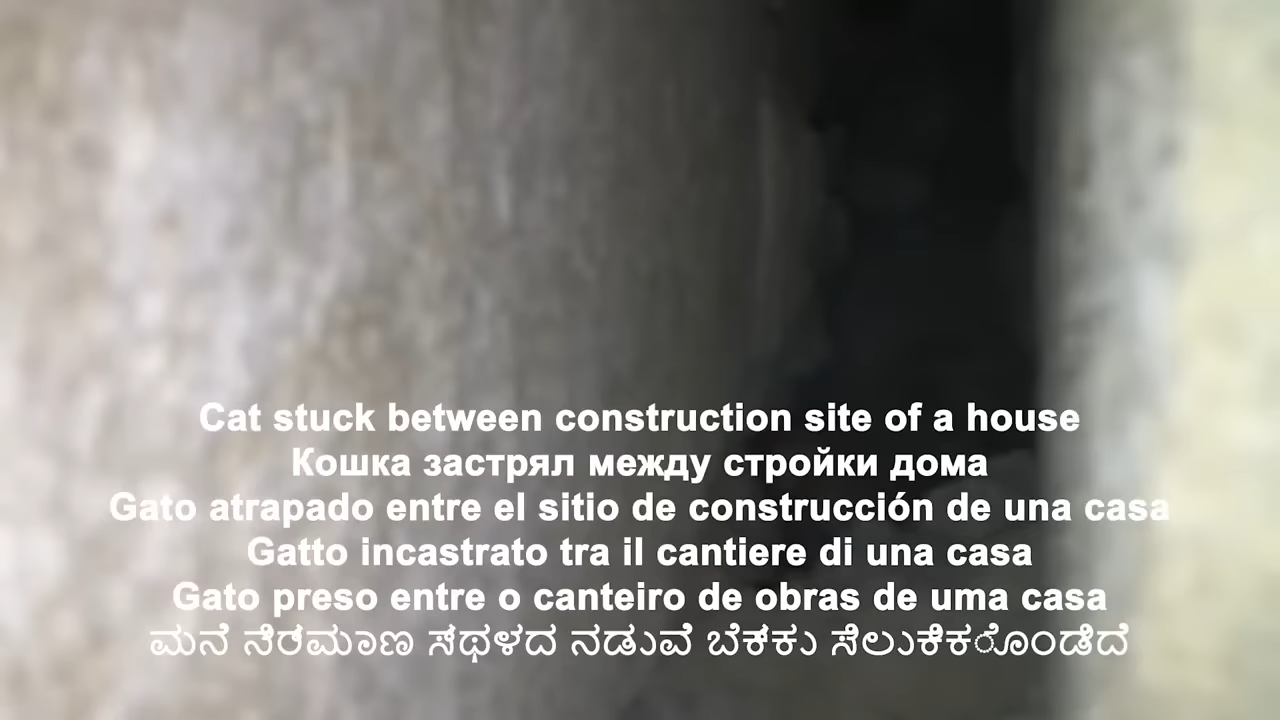 Cat stuck between construction site of a house
Кошка застрял между стройки дома
Gato atrapado entre el sitio de construcción de una casa
Gatto incastrato tra il cantiere di una casa
Gato preso entre o canteiro de obras de uma casa
ಮನೆ ನಿರ್ಮಾಣ ಸ್ಥಳದ ನಡುವೆ ಬೆಕ್ಕು ಸಿಲುಕಿಕೊಂಡಿದೆ